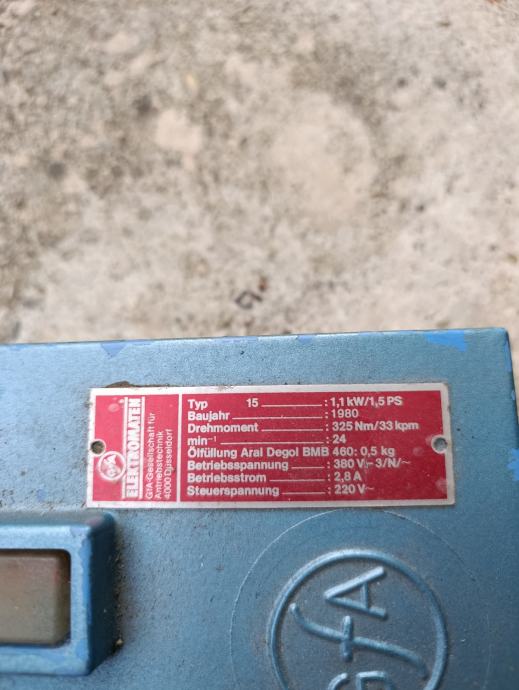 Typ 15 : 1,1 kW/1,5 PS
Baujahr : 1980
Drehmoment : 325 Nm/33 kpm
min⁻¹ : 24
Ölfüllung Aral Degol BMB 460: 0,5 kg
Betriebsspannung : 380 V~3/N/~
Betriebsstrom : 2,8 A
Steuerspannung : 220 V~
GfA
ELEKTROMATEN
GfA-Gesellschaft für
Antriebstechnik
4000 Düsseldorf
GfA